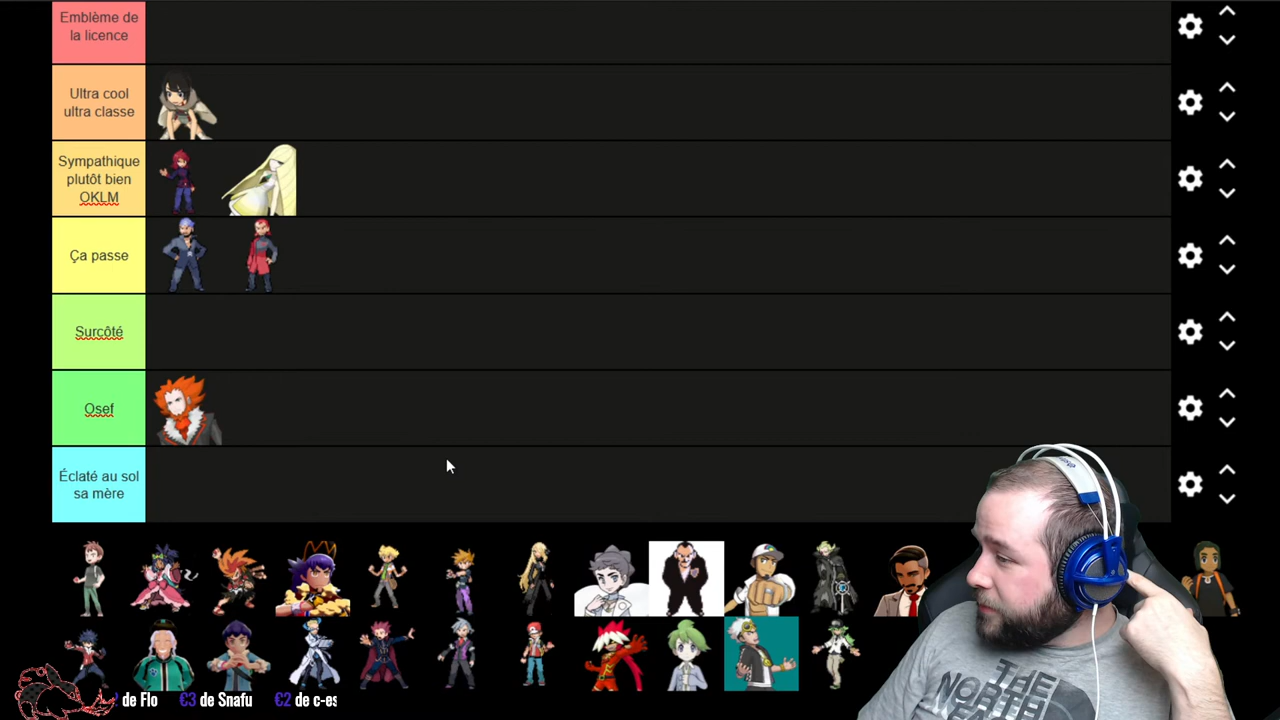 Emblème de
la licence
Ultra cool
ultra classe
Sympathique
plutôt bien
OKLM
Ça passe
Surcôté
Osef
Éclaté au sol
sa mère
de Flo
€3 de Snafu
€2 de c-es
THE
NORTH